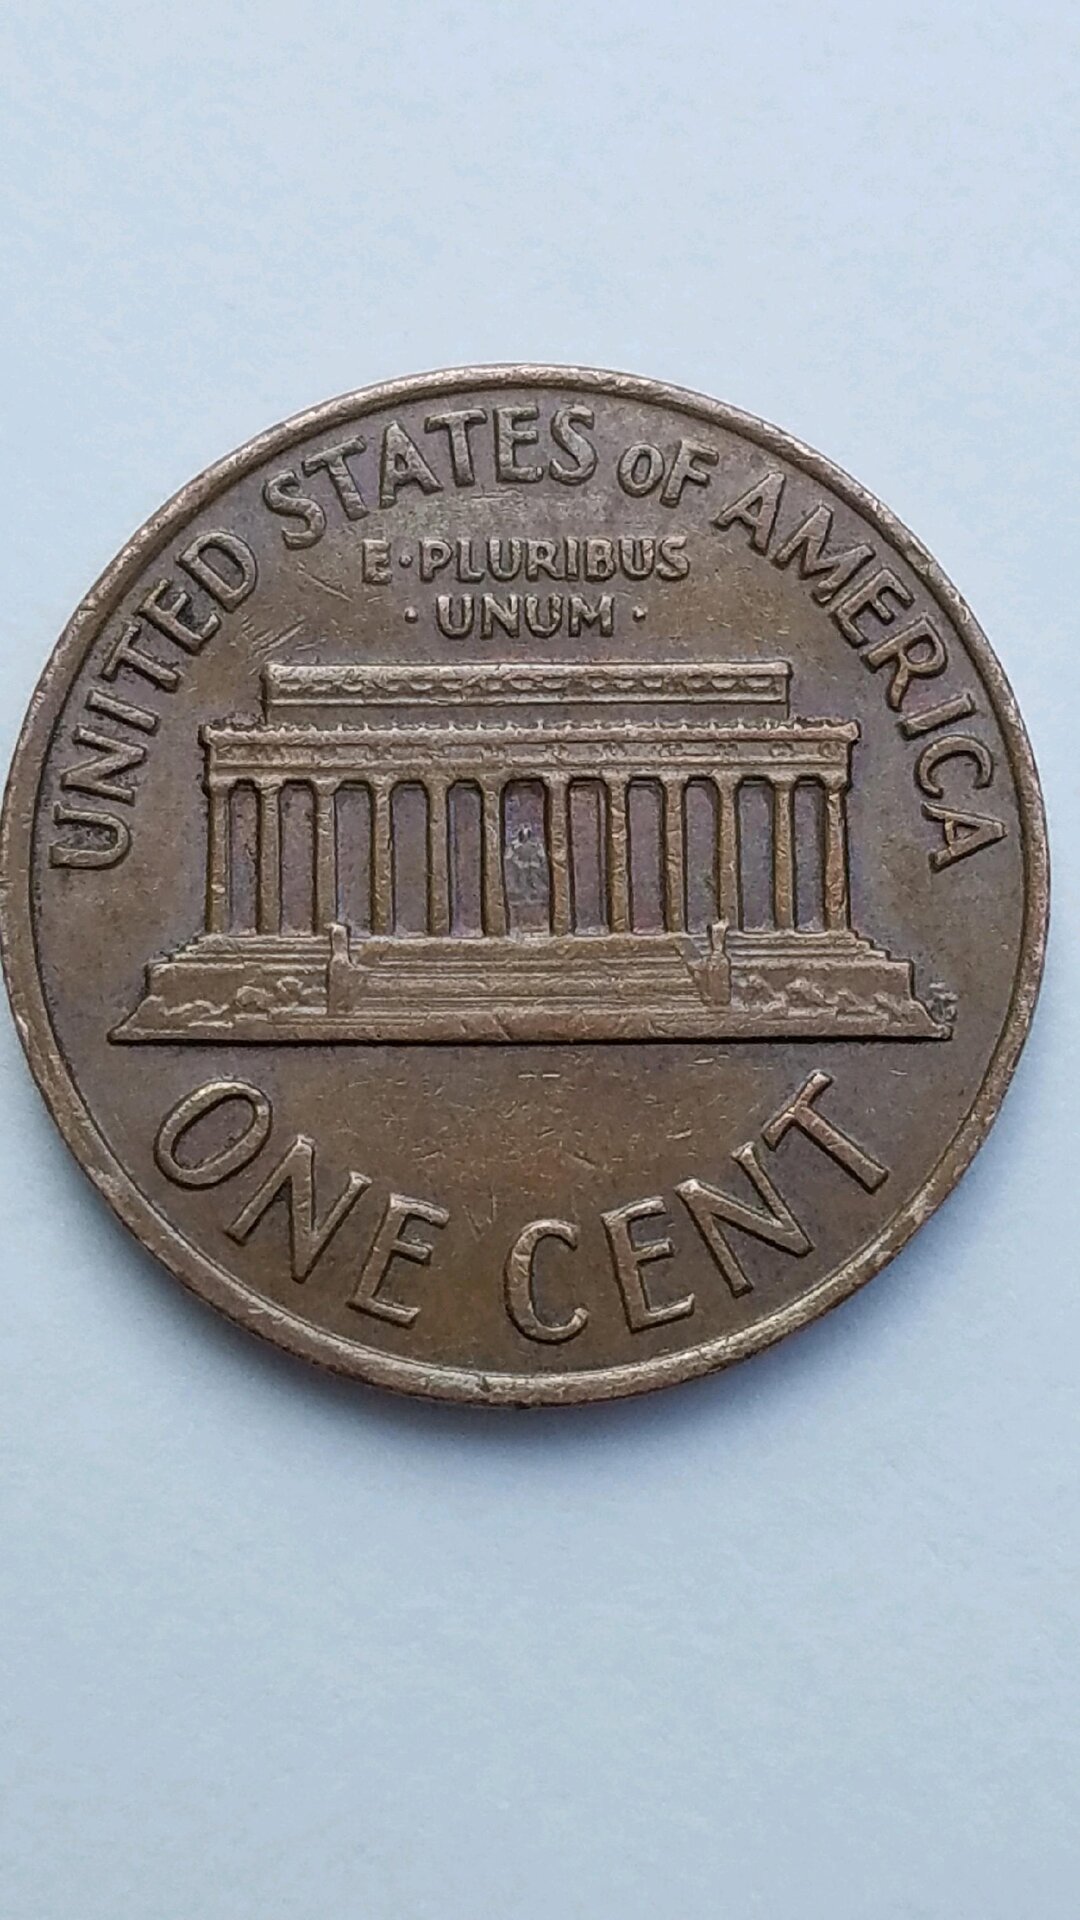 UNITED STATES OF AMERICA
E·PLURIBUS
·UNUM·
ONE CENT